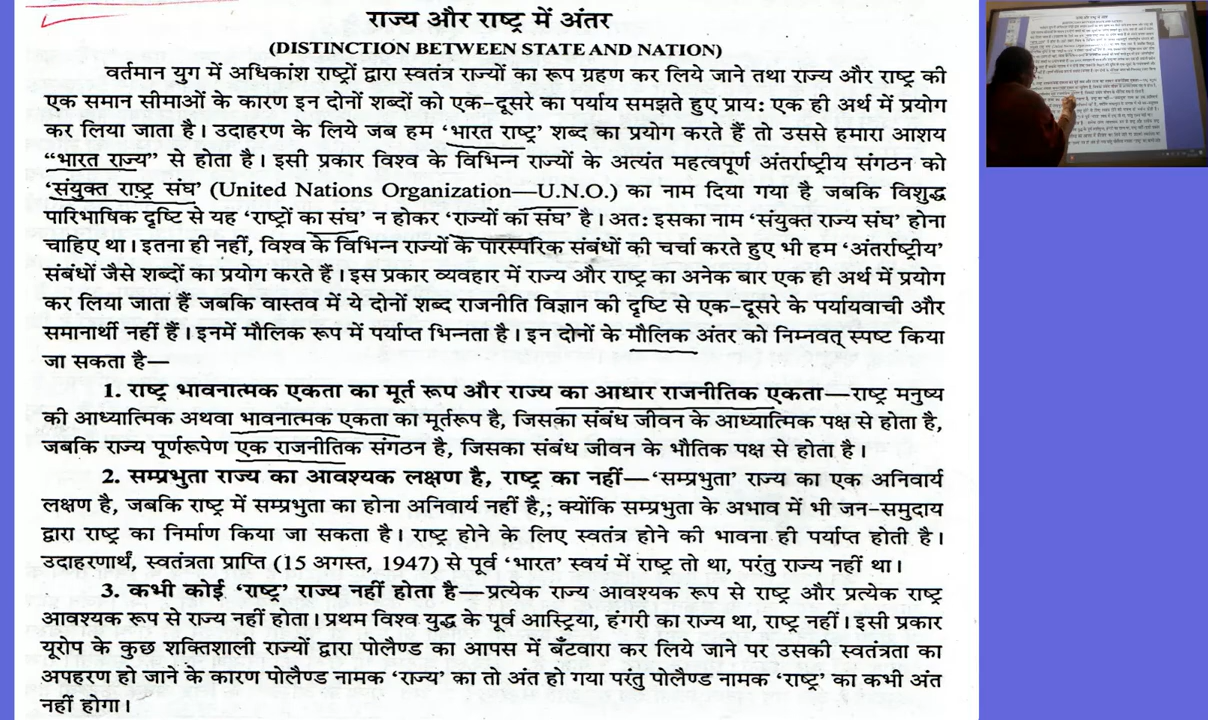 राज्य और राष्ट्र में अंतर
(DISTINCTION BETWEEN STATE AND NATION)
वर्तमान युग में अधिकांश राष्ट्रों द्वारा स्वतंत्र राज्यों का रूप ग्रहण कर लिये जाने तथा राज्य और राष्ट्र की
एक समान सीमाओं के कारण इन दोनों शब्दों को एक-दूसरे का पर्याय समझते हुए प्राय: एक ही अर्थ में प्रयोग
कर लिया जाता है। उदाहरण के लिये जब हम 'भारत राष्ट्र' शब्द का प्रयोग करते हैं तो उससे हमारा आशय
“भारत राज्य” से होता है। इसी प्रकार विश्व के विभिन्न राज्यों के अत्यंत महत्वपूर्ण अंतर्राष्ट्रीय संगठन को
'संयुक्त राष्ट्र संघ' (United Nations Organization—U.N.O.) का नाम दिया गया है जबकि विशुद्ध
पारिभाषिक दृष्टि से यह 'राष्ट्रों का संघ' न होकर 'राज्यों का संघ' है। अत: इसका नाम 'संयुक्त राज्य संघ' होना
चाहिए था। इतना ही नहीं, विश्व के विभिन्न राज्यों के पारस्परिक संबंधों की चर्चा करते हुए भी हम 'अंतर्राष्ट्रीय'
संबंधों जैसे शब्दों का प्रयोग करते हैं। इस प्रकार व्यवहार में राज्य और राष्ट्र का अनेक बार एक ही अर्थ में प्रयोग
कर लिया जाता हैं जबकि वास्तव में ये दोनों शब्द राजनीति विज्ञान की दृष्टि से एक-दूसरे के पर्यायवाची और
समानार्थी नहीं हैं। इनमें मौलिक रूप में पर्याप्त भिन्नता है। इन दोनों के मौलिक अंतर को निम्नवत् स्पष्ट किया
जा सकता है—
1. राष्ट्र भावनात्मक एकता का मूर्त रूप और राज्य का आधार राजनीतिक एकता—राष्ट्र मनुष्य
की आध्यात्मिक अथवा भावनात्मक एकता का मूर्तरूप है, जिसका संबंध जीवन के आध्यात्मिक पक्ष से होता है,
जबकि राज्य पूर्णरूपेण एक राजनीतिक संगठन है, जिसका संबंध जीवन के भौतिक पक्ष से होता है।
2. सम्प्रभुता राज्य का आवश्यक लक्षण है, राष्ट्र का नहीं—'सम्प्रभुता' राज्य का एक अनिवार्य
लक्षण है, जबकि राष्ट्र में सम्प्रभुता का होना अनिवार्य नहीं है,; क्योंकि सम्प्रभुता के अभाव में भी जन-समुदाय
द्वारा राष्ट्र का निर्माण किया जा सकता है। राष्ट्र होने के लिए स्वतंत्र होने की भावना ही पर्याप्त होती है।
उदाहरणार्थ, स्वतंत्रता प्राप्ति (15 अगस्त, 1947) से पूर्व 'भारत' स्वयं में राष्ट्र तो था, परंतु राज्य नहीं था।
3. कभी कोई 'राष्ट्र' राज्य नहीं होता है—प्रत्येक राज्य आवश्यक रूप से राष्ट्र और प्रत्येक राष्ट्र
आवश्यक रूप से राज्य नहीं होता। प्रथम विश्व युद्ध के पूर्व आस्ट्रिया, हंगरी का राज्य था, राष्ट्र नहीं। इसी प्रकार
यूरोप के कुछ शक्तिशाली राज्यों द्वारा पोलैण्ड का आपस में बँटवारा कर लिये जाने पर उसकी स्वतंत्रता का
अपहरण हो जाने के कारण पोलैण्ड नामक 'राज्य' का तो अंत हो गया परंतु पोलैण्ड नामक 'राष्ट्र' का कभी अंत
नहीं होगा।